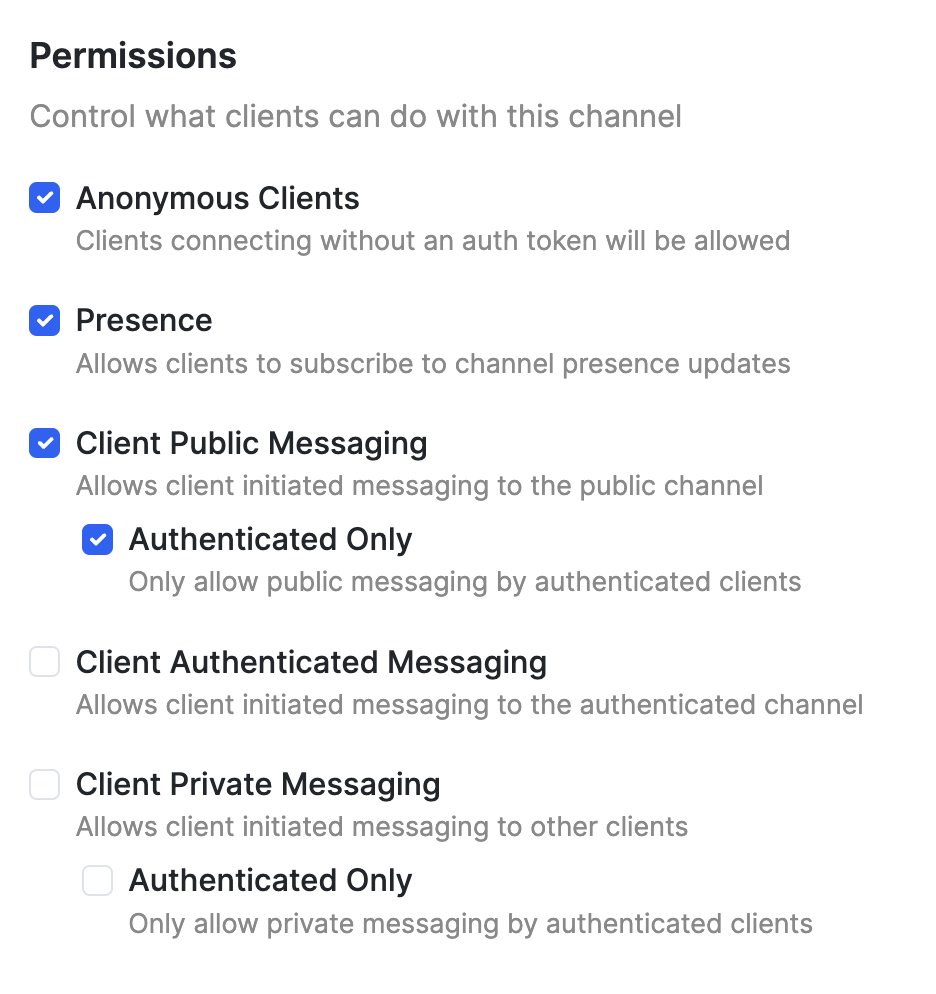 Permissions
Control what clients can do with this channel
Anonymous Clients
Clients connecting without an auth token will be allowed
Presence
Allows clients to subscribe to channel presence updates
Client Public Messaging
Allows client initiated messaging to the public channel
Authenticated Only
Only allow public messaging by authenticated clients
Client Authenticated Messaging
Allows client initiated messaging to the authenticated channel
Client Private Messaging
Allows client initiated messaging to other clients
Authenticated Only
Only allow private messaging by authenticated clients